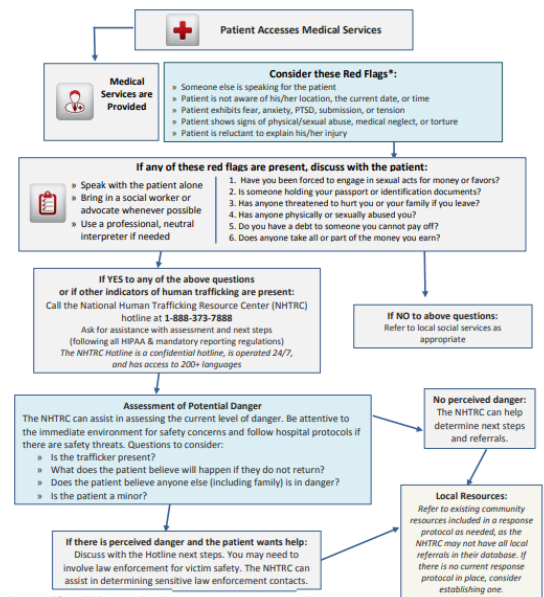 Patient Accesses Medical Services
Medical
Services are
Provided
Consider these Red Flags*:
» Someone else is speaking for the patient
» Patient is not aware of his/her location, the current date, or time
» Patient exhibits fear, anxiety, PTSD, submission, or tension
» Patient shows signs of physical/sexual abuse, medical neglect, or torture
» Patient is reluctant to explain his/her injury
If any of these red flags are present, discuss with the patient:
» Speak with the patient alone
» Bring in a social worker or
advocate whenever possible
» Use a professional, neutral
interpreter if needed
1. Have you been forced to engage in sexual acts for money or favors?
2. Is someone holding your passport or identification documents?
3. Has anyone threatened to hurt you or your family if you leave?
4. Has anyone physically or sexually abused you?
5. Do you have a debt to someone you cannot pay off?
6. Does anyone take all or part of the money you earn?
If YES to any of the above questions
or if other indicators of human trafficking are present:
Call the National Human Trafficking Resource Center (NHTRC)
hotline at 1-888-373-7888
Ask for assistance with assessment and next steps
(following all HIPAA & mandatory reporting regulations)
The NHTRC Hotline is a confidential hotline, is operated 24/7,
and has access to 200+ languages
If NO to above questions:
Refer to local social services as
appropriate
Assessment of Potential Danger
The NHTRC can assist in assessing the current level of danger. Be attentive to
the immediate environment for safety concerns and follow hospital protocols if
there are safety threats. Questions to consider:
» Is the trafficker present?
» What does the patient believe will happen if they do not return?
» Does the patient believe anyone else (including family) is in danger?
» Is the patient a minor?
No perceived danger:
The NHTRC can help
determine next steps
and referrals.
If there is perceived danger and the patient wants help:
Discuss with the Hotline next steps. You may need to
involve law enforcement for victim safety. The NHTRC can
assist in determining sensitive law enforcement contacts.
Local Resources:
Refer to existing community
resources included in a response
protocol as needed, as the
NHTRC may not have all local
referrals in their database. If
there is no current response
protocol in place, consider
establishing one.